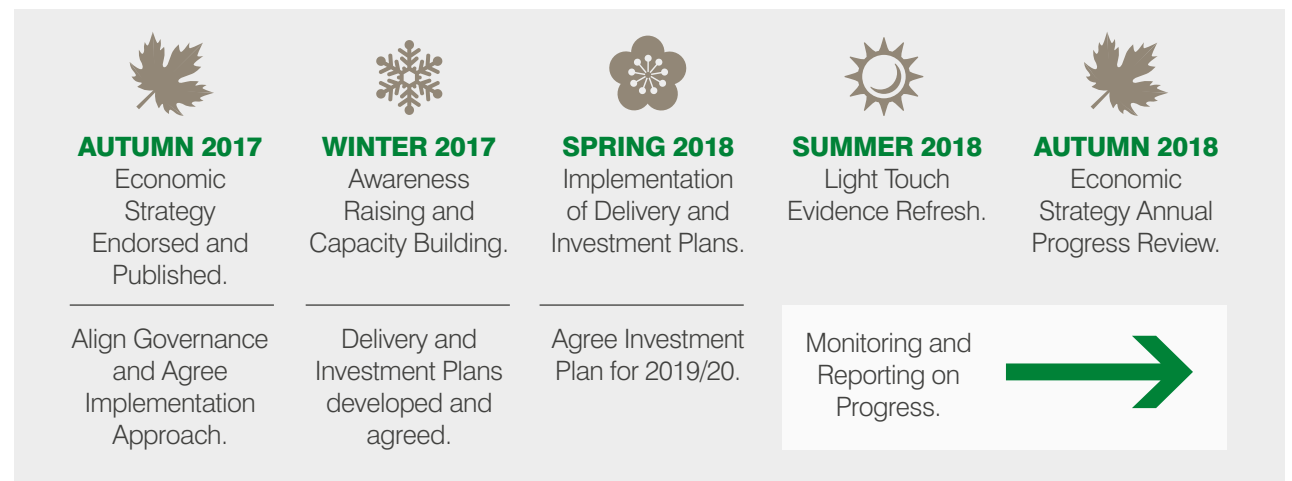 AUTUMN 2017
Economic
Strategy
Endorsed and
Published.
Align Governance
and Agree
Implementation
Approach.
WINTER 2017
Awareness
Raising and
Capacity Building.
Delivery and
Investment Plans
developed and
agreed.
SPRING 2018
Implementation
of Delivery and
Investment Plans.
Agree Investment
Plan for 2019/20.
SUMMER 2018
Light Touch
Evidence Refresh.
AUTUMN 2018
Economic
Strategy Annual
Progress Review.
Monitoring and
Reporting on
Progress.